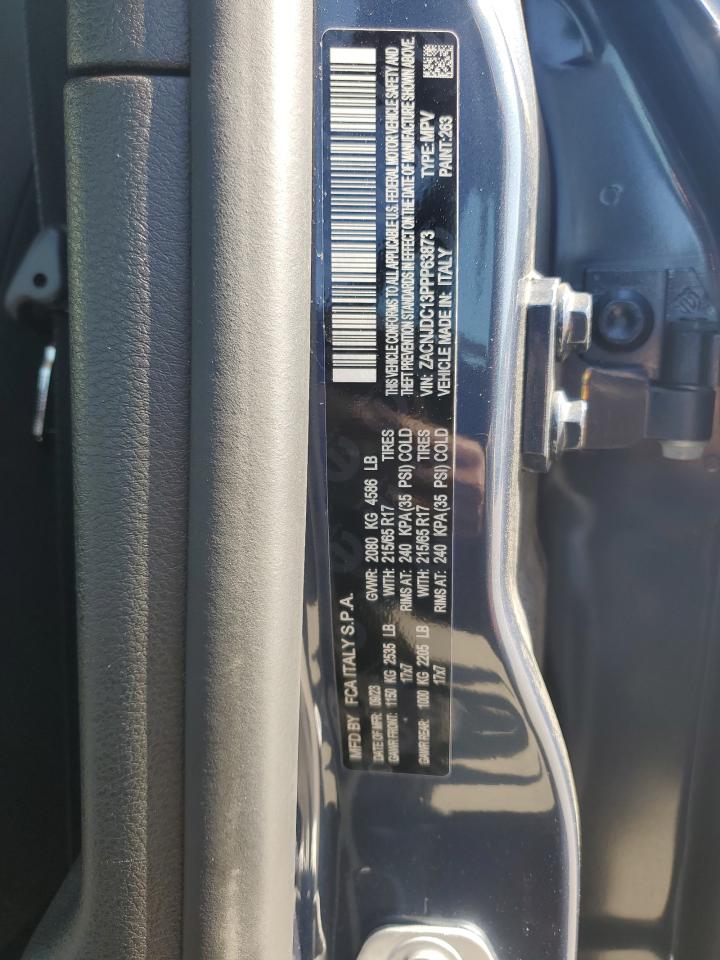 MFD BY FCA ITALY S.P.A.
DATE OF MFR: 09/23 GVWR: 2080 KG 4586 LB
GAWR FRONT: 1150 KG 2535 LB WITH: 215/65 R17 TIRES
17x7 RIMS AT: 240 KPA(35 PSI) COLD
GAWR REAR: 1000 KG 2205 LB WITH: 215/65 R17 TIRES
17x7 RIMS AT: 240 KPA(35 PSI) COLD
THIS VEHICLE CONFORMS TO ALL APPLICABLE U.S. FEDERAL MOTOR VEHICLE SAFETY AND
THEFT PREVENTION STANDARDS IN EFFECT ON THE DATE OF MANUFACTURE SHOWN ABOVE.
VIN: ZACNJDC13PPP63873 TYPE: MPV
VEHICLE MADE IN: ITALY PAINT: 263